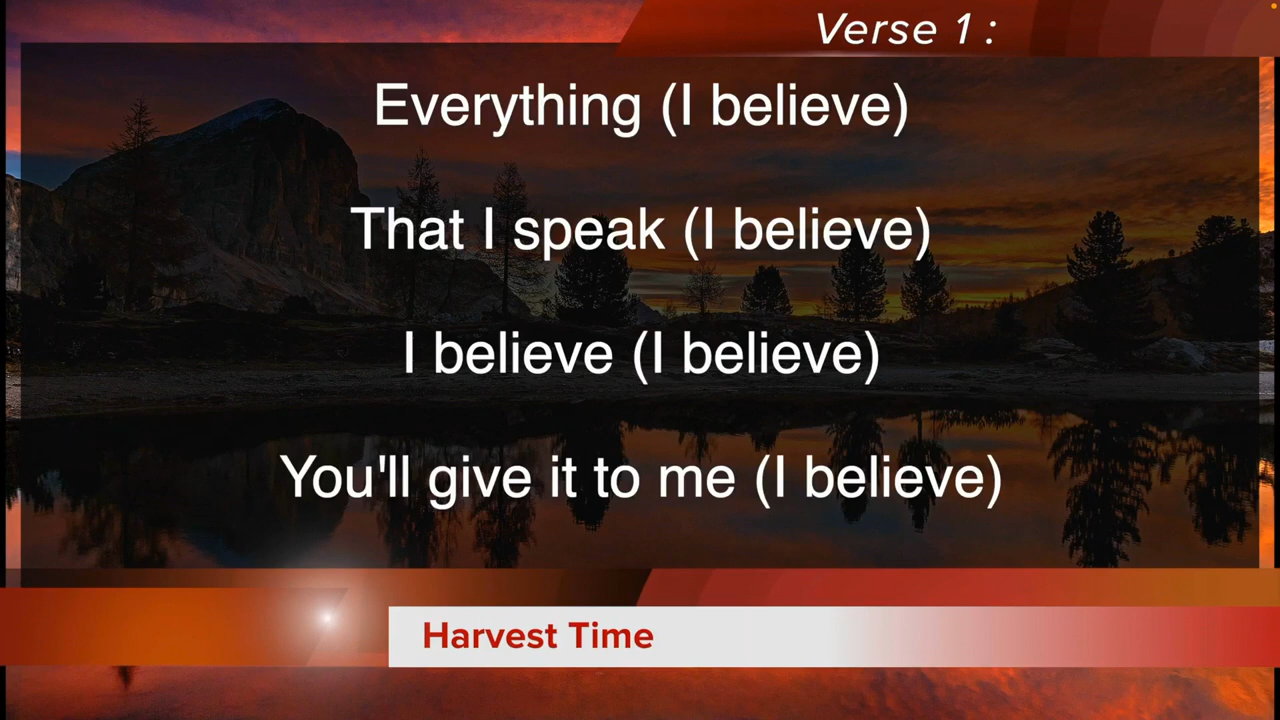 Verse 1 :
Everything (I believe)
That I speak (I believe)
I believe (I believe)
You'll give it to me (I believe)
Harvest Time